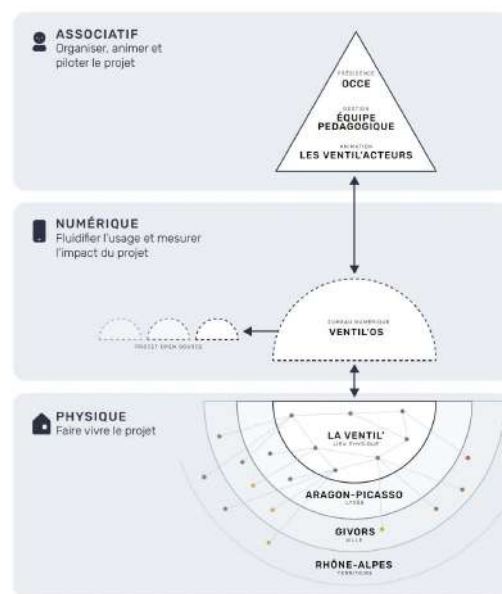 ASSOCIATIF
Organiser, animer et
piloter le projet
PRÉSIDENCE
OCCE
GESTION
ÉQUIPE
PEDAGOGIQUE
ANIMATION
LES VENTIL'ACTEURS
NUMÉRIQUE
Fluidifier l'usage et mesurer
l'impact du projet
BUREAU NUMÉRIQUE
VENTIL'OS
PROJET OPEN SOURCE
PHYSIQUE
Faire vivre le projet
LA VENTIL'
LIEU PHYSIQUE
ARAGON-PICASSO
LYCÉE
GIVORS
VILLE
RHÔNE-ALPES
TERRITOIRE